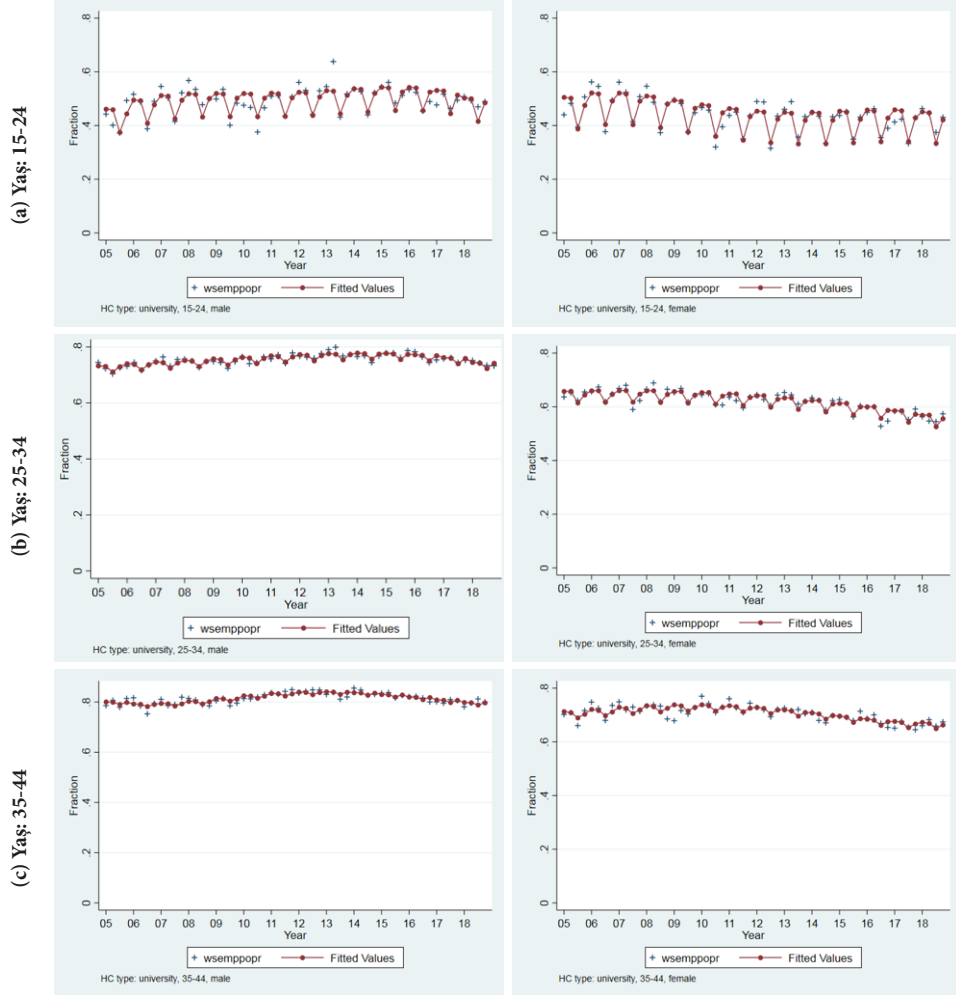 (a) Yaş: 15-24
.8
.6
.4
.2
0
Fraction
05 06 07 08 09 10 11 12 13 14 15 16 17 18
Year
wsempopr Fitted Values
HC type: university, 15-24, male
.8
.6
.4
.2
0
Fraction
05 06 07 08 09 10 11 12 13 14 15 16 17 18
Year
wsemppopr Fitted Values
HC type: university, 15-24, female
(b) Yaş: 25-34
.8
.6
.4
.2
0
Fraction
05 06 07 08 09 10 11 12 13 14 15 16 17 18
Year
wsemppopr Fitted Values
HC type: university, 25-34, male
.8
.6
.4
.2
0
Fraction
05 06 07 08 09 10 11 12 13 14 15 16 17 18
Year
wsemppopr Fitted Values
HC type: university, 25-34, female
(c) Yaş: 35-44
.8
.6
.4
.2
0
Fraction
05 06 07 08 09 10 11 12 13 14 15 16 17 18
Year
wsemppopr Fitted Values
HC type: university, 35-44, male
.8
.6
.4
.2
0
Fraction
05 06 07 08 09 10 11 12 13 14 15 16 17 18
Year
wsemppopr Fitted Values
HC type: university, 35-44, female